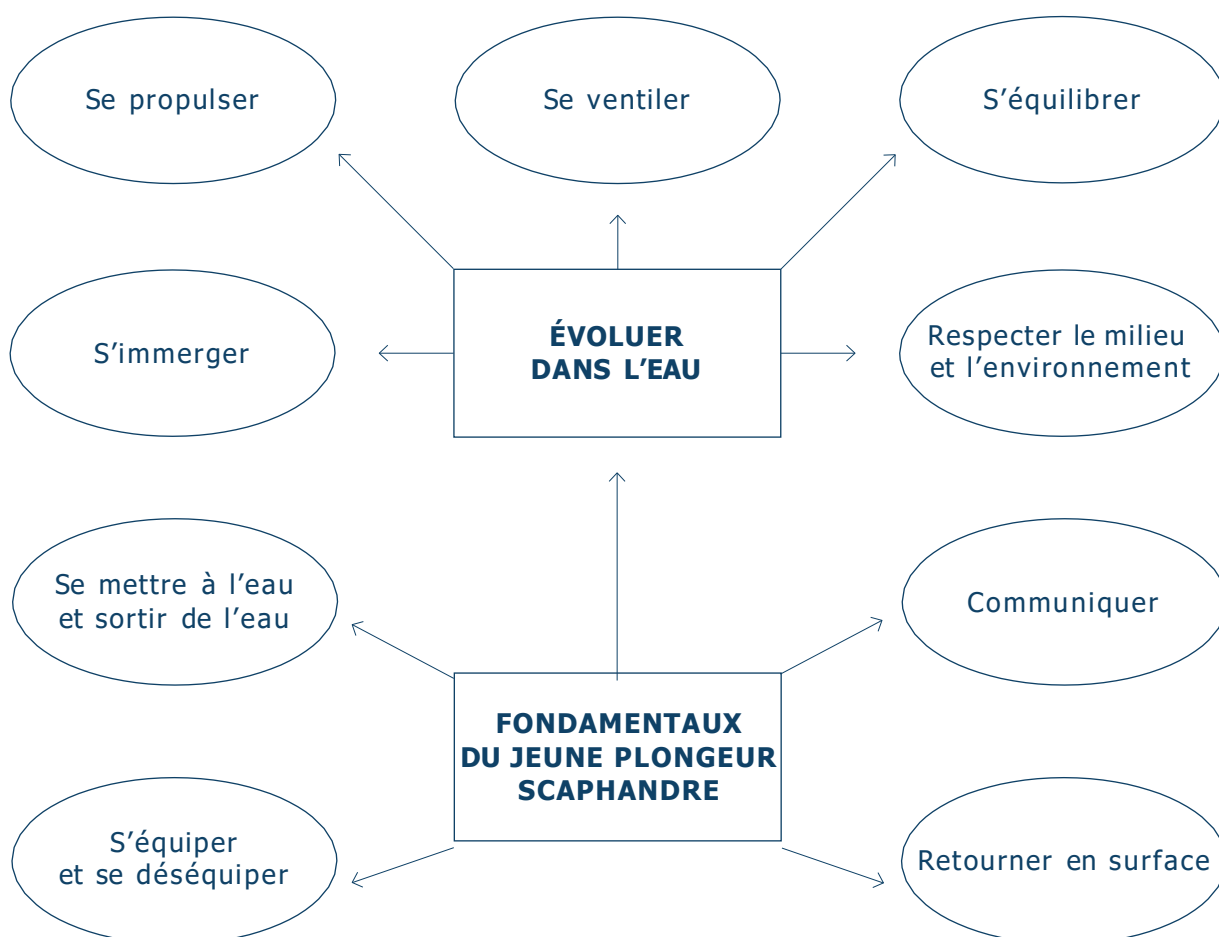 Se propulser
Se ventiler
S’équilibrer
S’immerger
ÉVOLUER
DANS L’EAU
Respecter le milieu
et l’environnement
Se mettre à l’eau
et sortir de l’eau
Communiquer
FONDAMENTAUX
DU JEUNE PLONGEUR
SCAPHANDRE
S’équiper
et se déséquiper
Retourner en surface